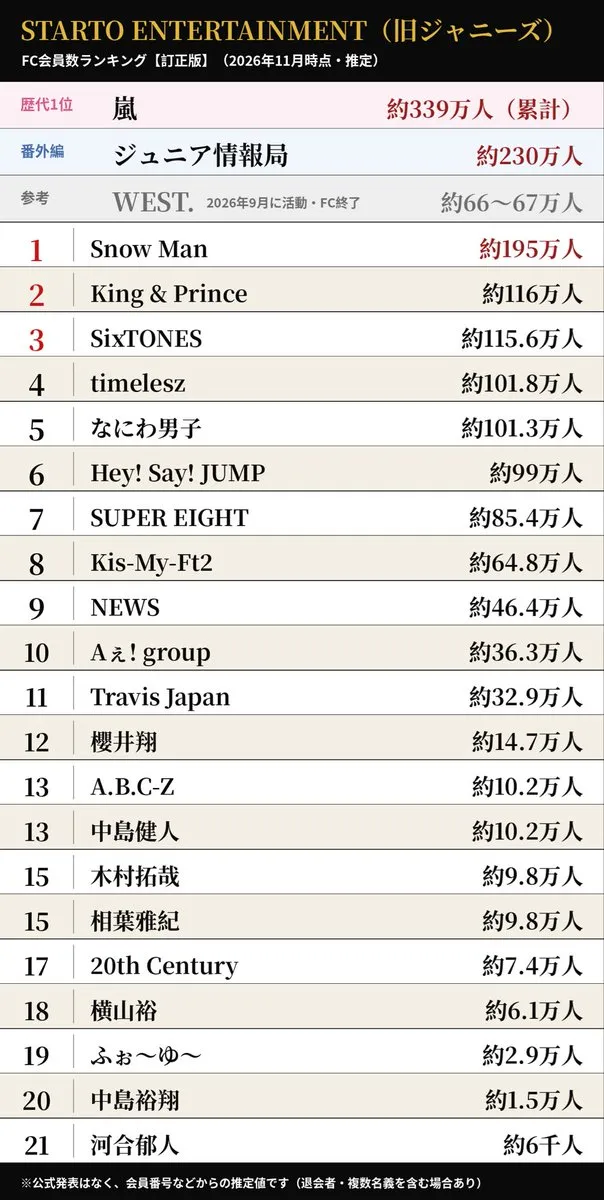 STARTO ENTERTAINMENT（旧ジャニーズ）
FC会員数ランキング【訂正版】（2026年11月時点・推定）
歴代1位 嵐 約339万人（累計）
番外編 ジュニア情報局 約230万人
参考 WEST. 2026年9月に活動・FC終了 約66〜67万人
1 Snow Man 約195万人
2 King & Prince 約116万人
3 SixTONES 約115.6万人
4 timelesz 約101.8万人
5 なにわ男子 約101.3万人
6 Hey! Say! JUMP 約99万人
7 SUPER EIGHT 約85.4万人
8 Kis-My-Ft2 約64.8万人
9 NEWS 約46.4万人
10 Aぇ! group 約36.3万人
11 Travis Japan 約32.9万人
12 櫻井翔 約14.7万人
13 A.B.C-Z 約10.2万人
13 中島健人 約10.2万人
15 木村拓哉 約9.8万人
15 相葉雅紀 約9.8万人
17 20th Century 約7.4万人
18 横山裕 約6.1万人
19 ふぉ〜ゆ〜 約2.9万人
20 中島裕翔 約1.5万人
21 河合郁人 約6千人
※公式発表はなく、会員番号などからの推定値です（退会者・複数名義を含む場合あり）